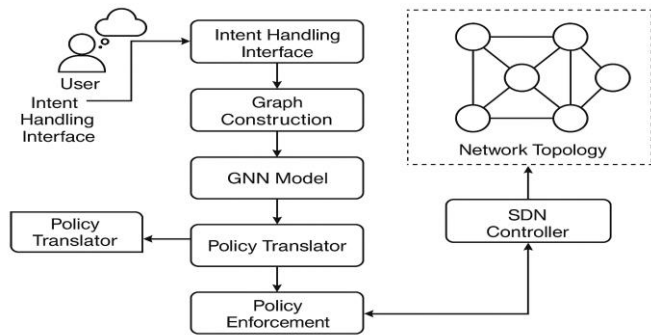 User
Intent
Handling
Interface
Intent Handling
Interface
Graph
Construction
GNN Model
Policy Translator
Policy
Translator
Policy
Enforcement
SDN
Controller
Network Topology